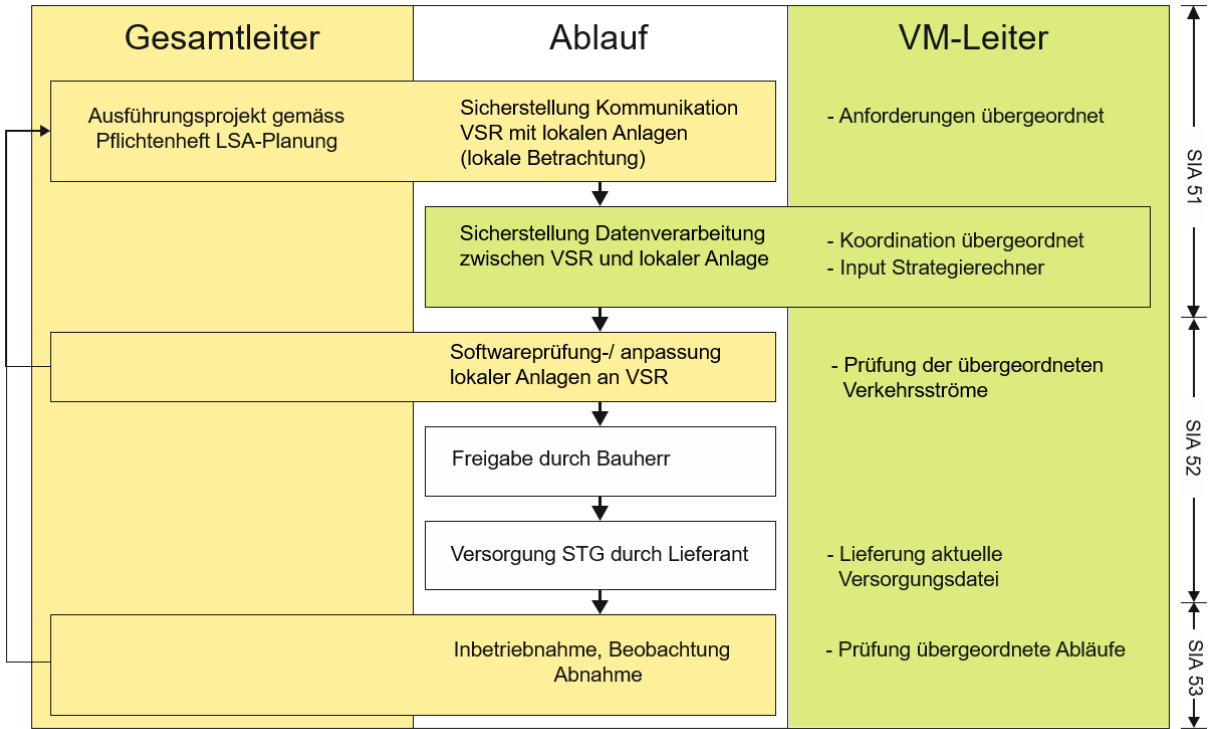 Gesamtleiter
Ablauf
VM-Leiter
Ausführungsprojekt gemäss
Pflichtenheft LSA-Planung
Sicherstellung Kommunikation
VSR mit lokalen Anlagen
(lokale Betrachtung)
- Anforderungen übergeordnet
SIA 51
Sicherstellung Datenverarbeitung
zwischen VSR und lokaler Anlage
- Koordination übergeordnet
- Input Strategierechner
Softwareprüfung-/ anpassung
lokaler Anlagen an VSR
- Prüfung der übergeordneten
Verkehrsströme
SIA 52
Freigabe durch Bauherr
Versorgung STG durch Lieferant
- Lieferung aktuelle
Versorgungsdatei
Inbetriebnahme, Beobachtung
Abnahme
- Prüfung übergeordnete Abläufe
SIA 53